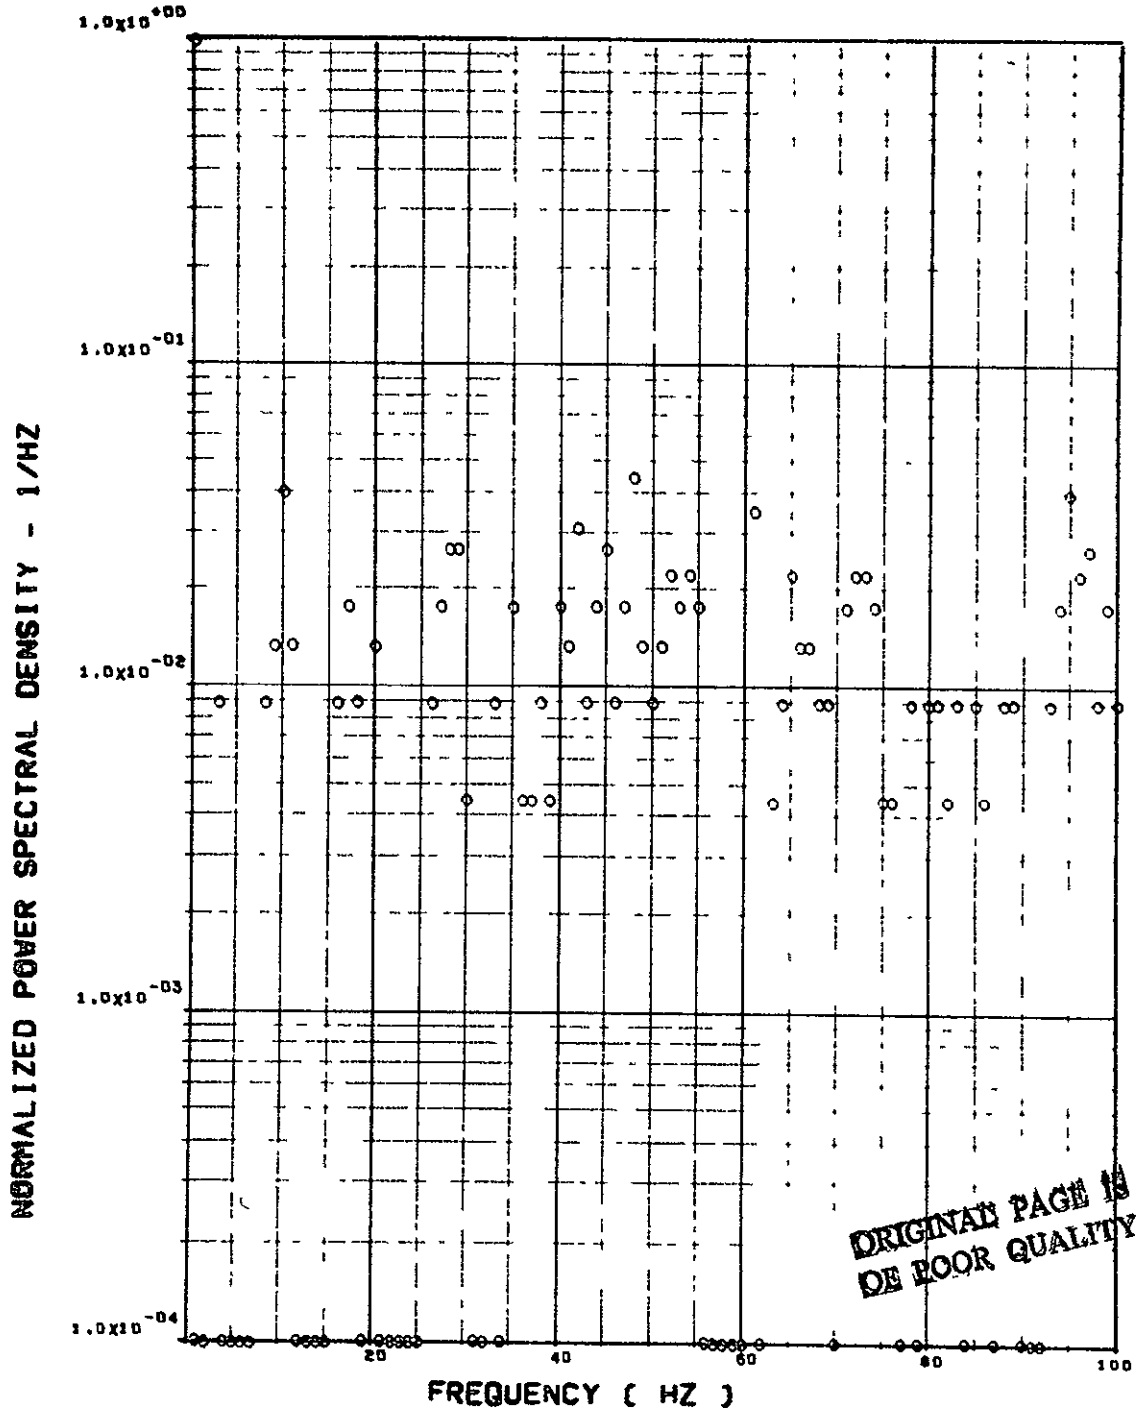 1.0X10+00
1.0X10-01
1.0X10-02
1.0X10-03
1.0X10-04
NORMALIZED POWER SPECTRAL DENSITY - 1/HZ
20
40
60
80
100
FREQUENCY ( HZ )
ORIGINAL PAGE IS
OF POOR QUALITY